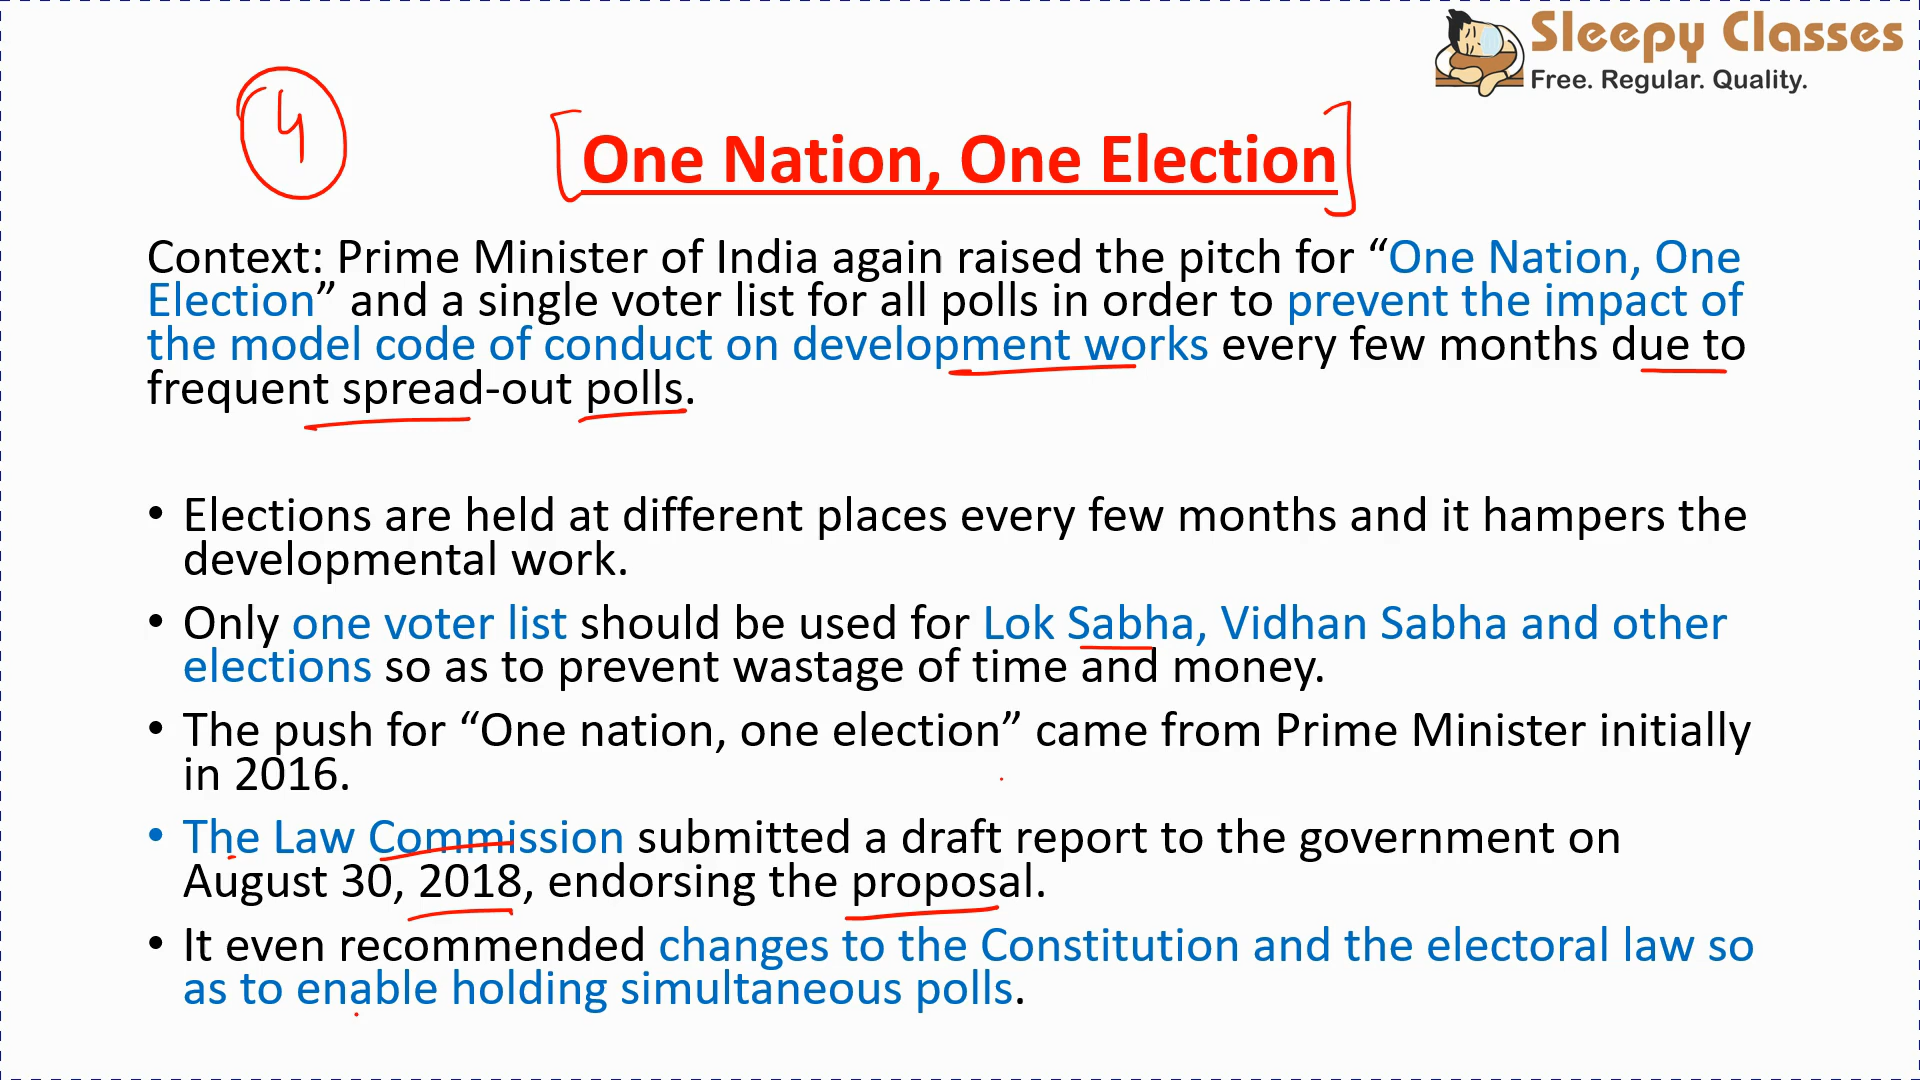 Sleepy Classes
Free. Regular. Quality.
4
One Nation, One Election
Context: Prime Minister of India again raised the pitch for “One Nation, One
Election” and a single voter list for all polls in order to prevent the impact of
the model code of conduct on development works every few months due to
frequent spread-out polls.
• Elections are held at different places every few months and it hampers the
developmental work.
• Only one voter list should be used for Lok Sabha, Vidhan Sabha and other
elections so as to prevent wastage of time and money.
• The push for “One nation, one election” came from Prime Minister initially
in 2016.
• The Law Commission submitted a draft report to the government on
August 30, 2018, endorsing the proposal.
• It even recommended changes to the Constitution and the electoral law so
as to enable holding simultaneous polls.